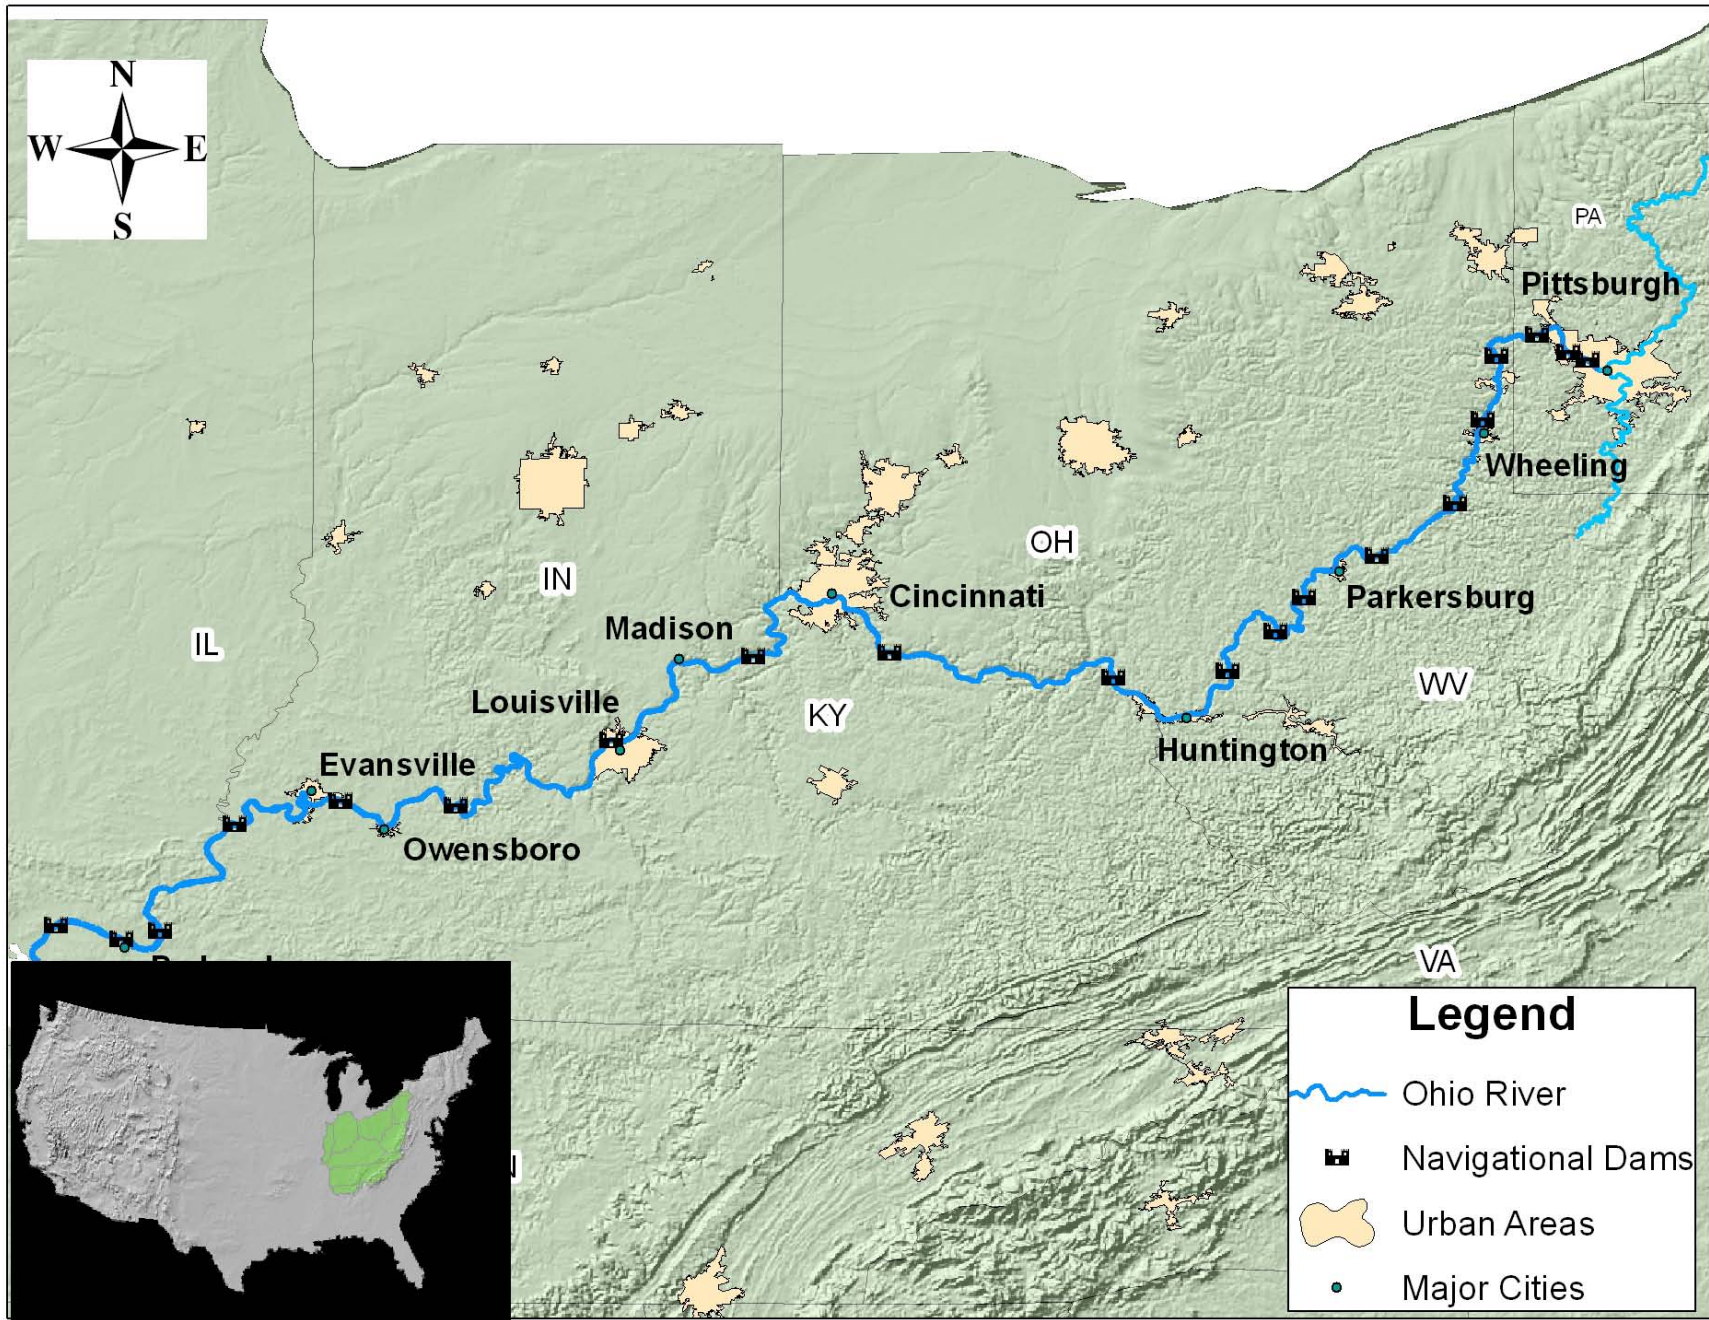 N
W E
S
PA
Pittsburgh
Wheeling
OH
IN
Cincinnati
Parkersburg
Madison
IL
WV
Louisville
KY
Huntington
Evansville
Owensboro
VA
Legend
Ohio River
Navigational Dams
Urban Areas
Major Cities